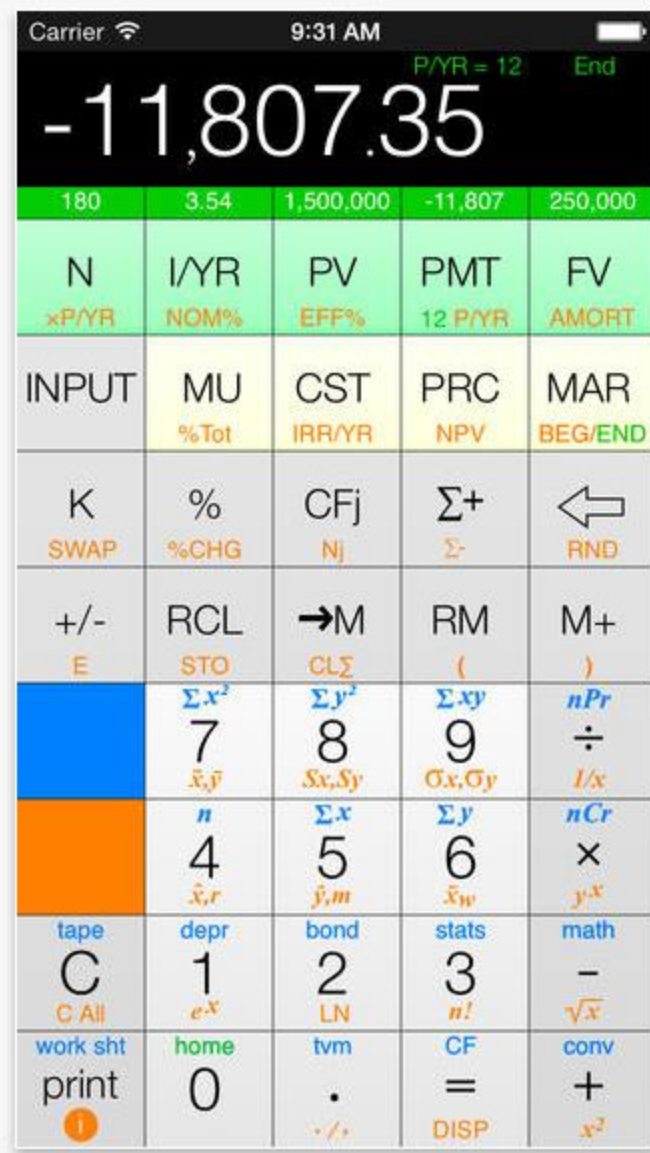 Carrier 9:31 AM
P/YR = 12 End
-11,807.35
180 3.54 1,500,000 -11,807 250,000
N I/YR PV PMT FV
×P/YR NOM% EFF% 12 P/YR AMORT
INPUT MU CST PRC MAR
%Tot IRR/YR NPV BEG/END
K % CFj Σ+
SWAP %CHG Nj Σ- RND
+/- RCL →M RM M+
E STO CLΣ ( )
Σx² Σy² Σxy nPr
7 8 9 ÷
x̄,ȳ Sx,Sy σx,σy 1/x
n Σx Σy nCr
4 5 6 ×
x̂,r ŷ,m x̄w yˣ
tape depr bond stats math
C 1 2 3 -
C All eˣ LN n! √x
work sht home tvm CF conv
print 0 . = +
i ./, DISP x²